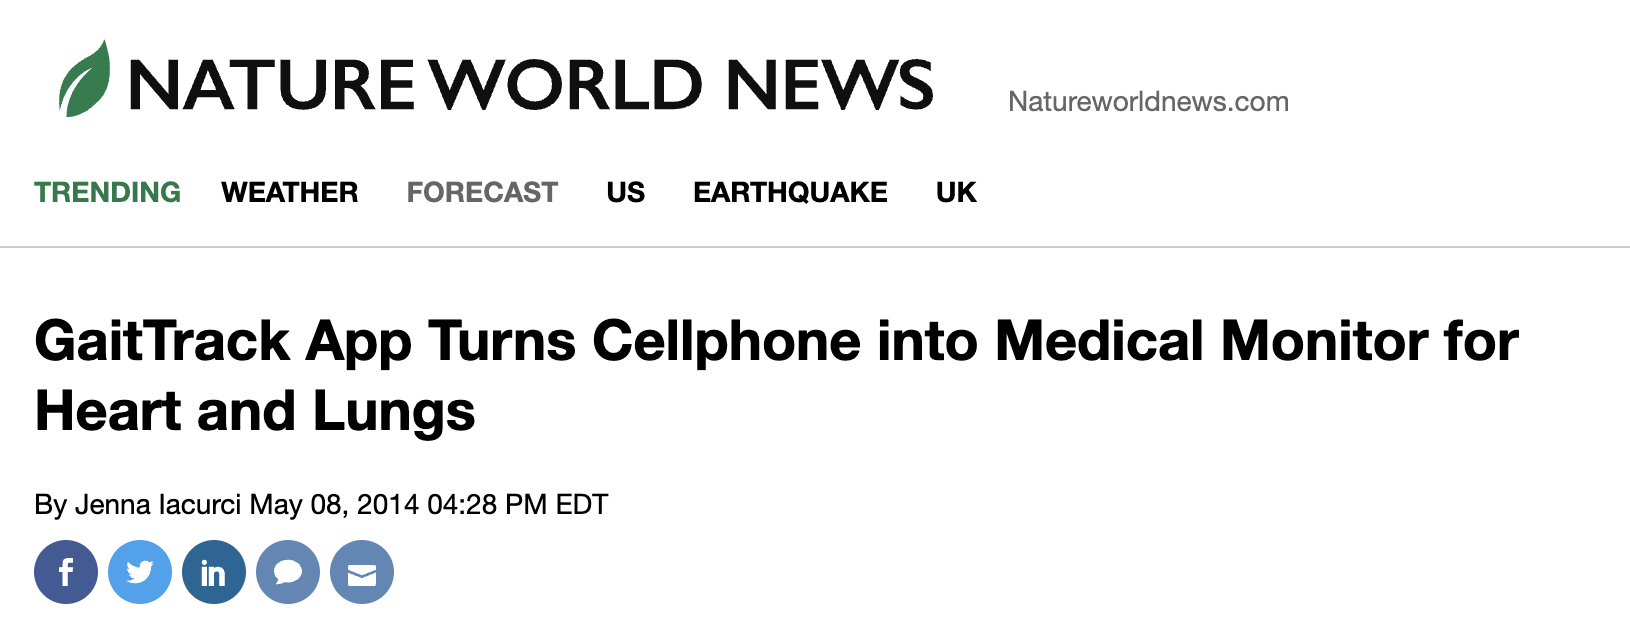 NATURE WORLD NEWS
Natureworldnews.com
TRENDING WEATHER FORECAST US EARTHQUAKE UK
GaitTrack App Turns Cellphone into Medical Monitor for
Heart and Lungs
By Jenna Iacurci May 08, 2014 04:28 PM EDT
f
in